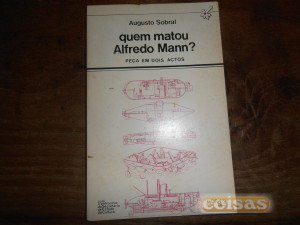 Augusto Sobral
quem matou
Alfredo Mann?
PEÇA EM DOIS ACTOS
coisas